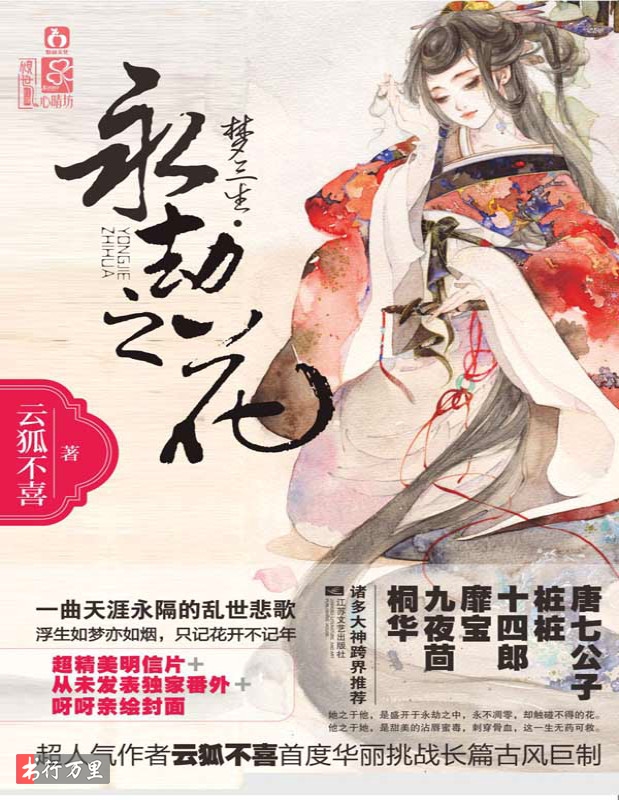 梦三生·
永劫之花
YONGJIE
ZHIHUA
倾世
心晴坊
云狐不喜
著
一曲天涯永隔的乱世悲歌
浮生如梦亦如烟，只记花开不记年
超精美明信片+
从未发表独家番外+
呀呀亲绘封面
唐七公子
桩桩
十四郎
靡宝
九夜茴
桐华
诸多大神跨界推荐
江苏文艺出版社
她之于他，是盛开于永劫之中，永不凋零，却触碰不得的花。
他之于她，是甜美的沾唇蜜毒，刺穿骨血，这一生无药可救。
超人气作者云狐不喜首度华丽挑战长篇古风巨制
书行万里